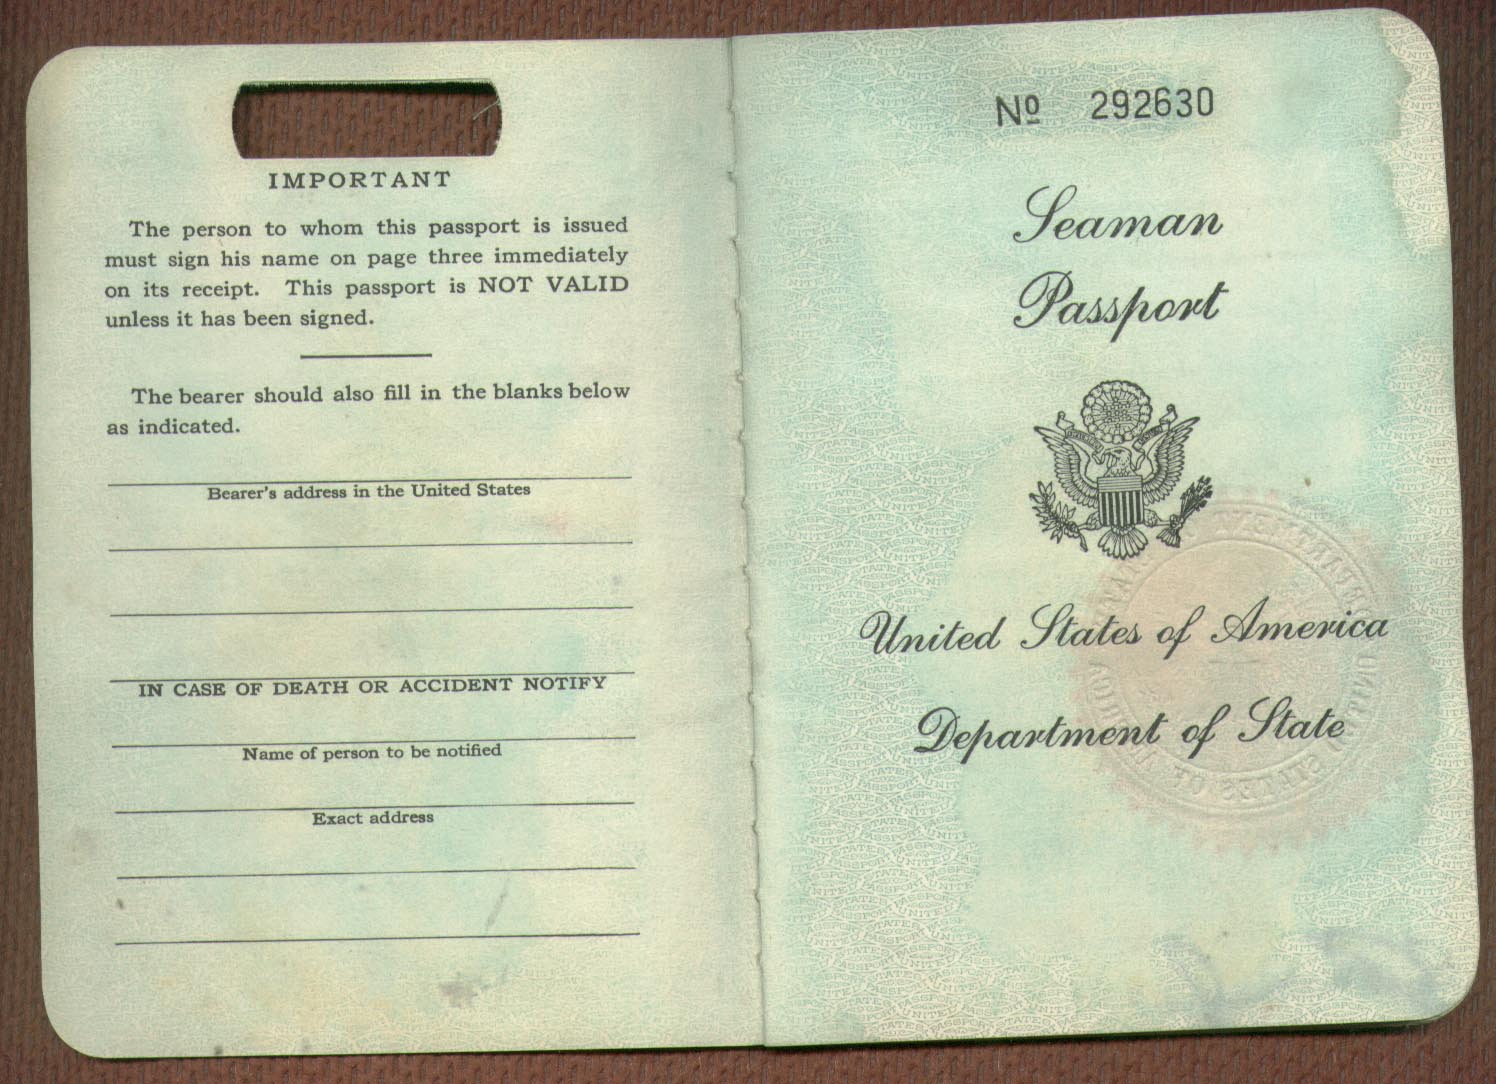 IMPORTANT
The person to whom this passport is issued
must sign his name on page three immediately
on its receipt. This passport is NOT VALID
unless it has been signed.
The bearer should also fill in the blanks below
as indicated.
Bearer's address in the United States
IN CASE OF DEATH OR ACCIDENT NOTIFY
Name of person to be notified
Exact address
Nº 292630
Seaman
Passport
United States of America
Department of State